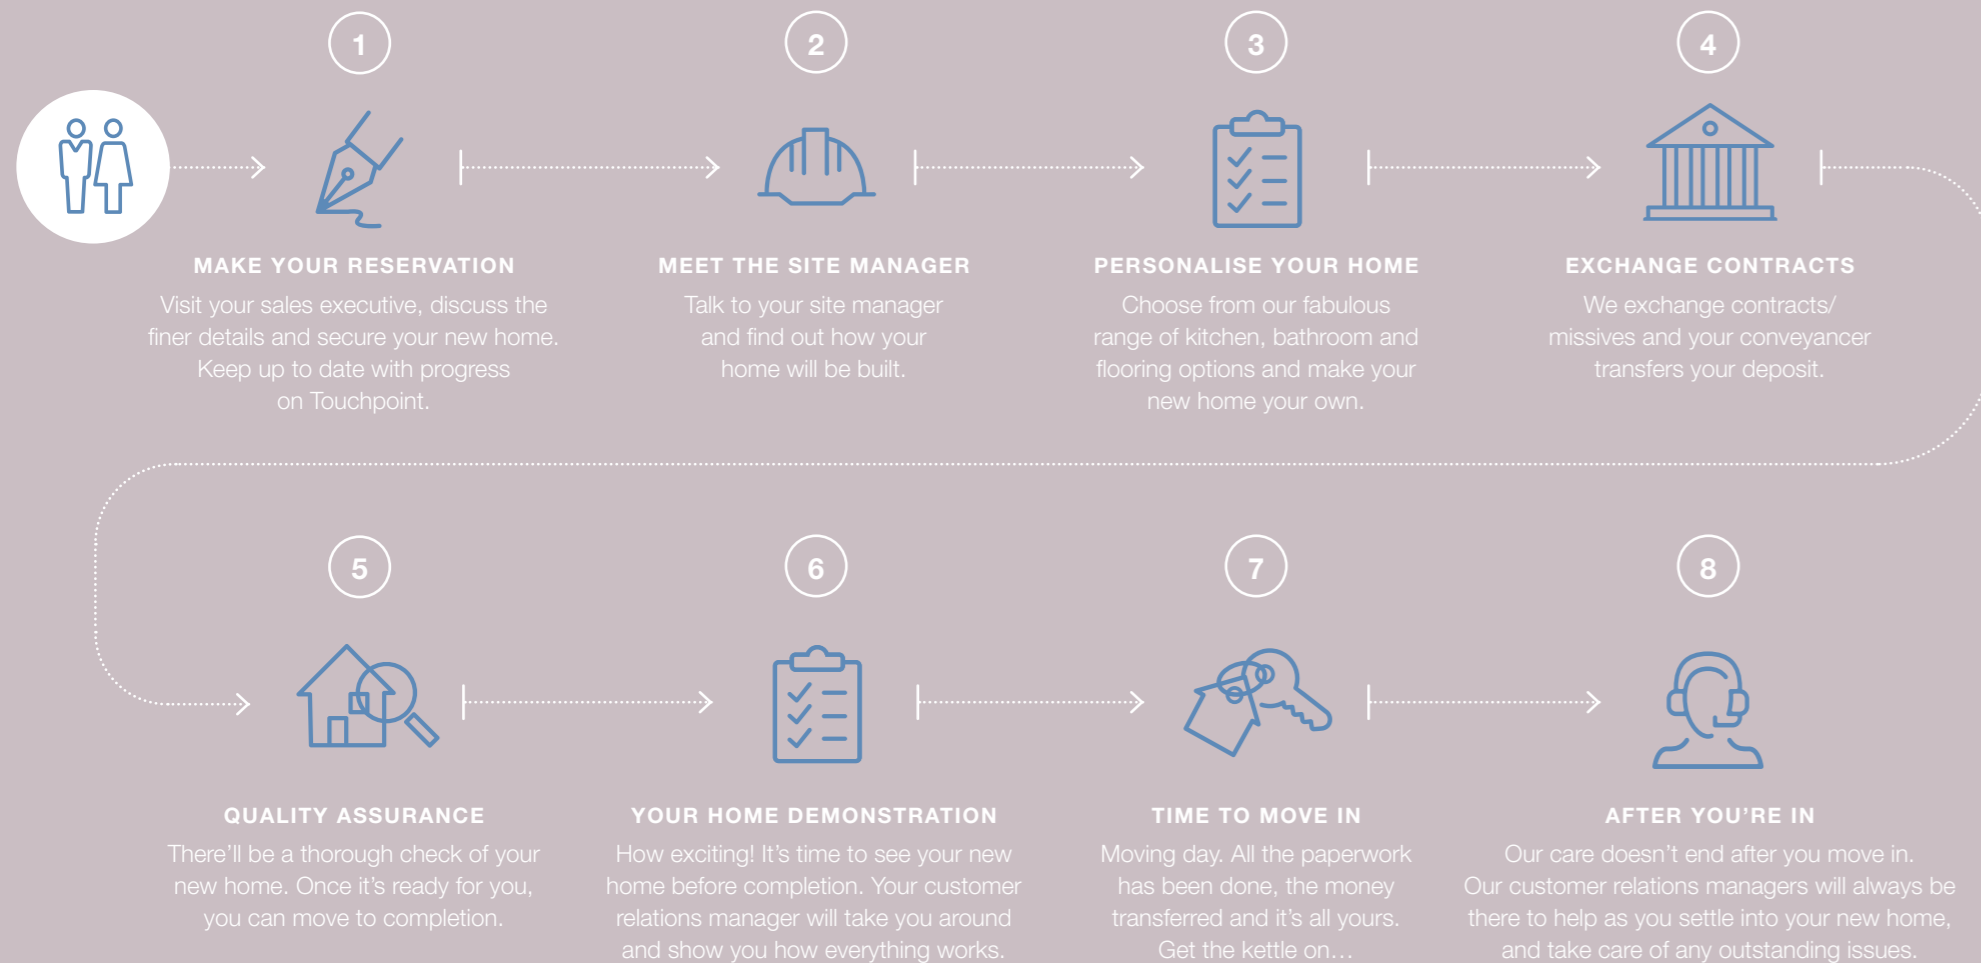 1
MAKE YOUR RESERVATION
Visit your sales executive, discuss the
finer details and secure your new home.
Keep up to date with progress
on Touchpoint.
2
MEET THE SITE MANAGER
Talk to your site manager
and find out how your
home will be built.
3
PERSONALISE YOUR HOME
Choose from our fabulous
range of kitchen, bathroom and
flooring options and make your
new home your own.
4
EXCHANGE CONTRACTS
We exchange contracts/
missives and your conveyancer
transfers your deposit.
5
QUALITY ASSURANCE
There’ll be a thorough check of your
new home. Once it’s ready for you,
you can move to completion.
6
YOUR HOME DEMONSTRATION
How exciting! It’s time to see your new
home before completion. Your customer
relations manager will take you around
and show you how everything works.
7
TIME TO MOVE IN
Moving day. All the paperwork
has been done, the money
transferred and it’s all yours.
Get the kettle on…
8
AFTER YOU’RE IN
Our care doesn’t end after you move in.
Our customer relations managers will always be
there to help as you settle into your new home,
and take care of any outstanding issues.